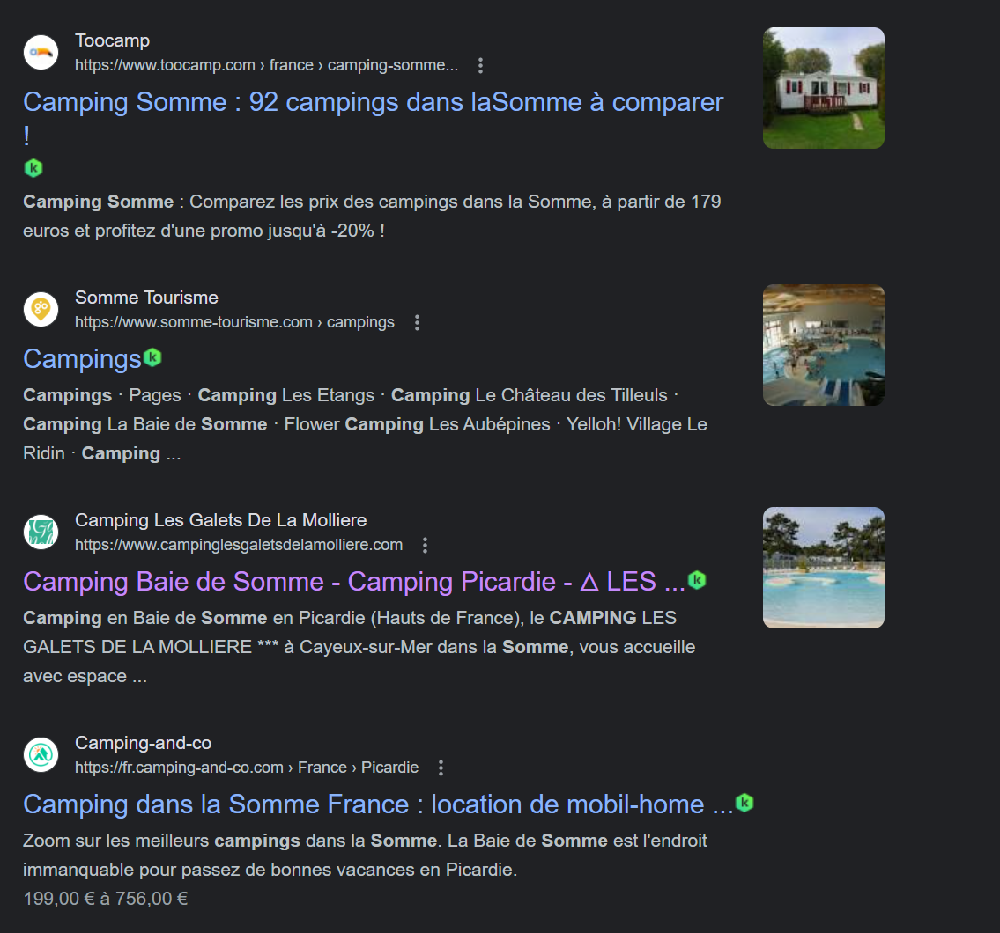 Toocamp
https://www.toocamp.com › france › camping-somme...
Camping Somme : 92 campings dans laSomme à comparer
!
Camping Somme : Comparez les prix des campings dans la Somme, à partir de 179
euros et profitez d'une promo jusqu'à -20% !
Somme Tourisme
https://www.somme-tourisme.com › campings
Campings
Campings · Pages · Camping Les Etangs · Camping Le Château des Tilleuls ·
Camping La Baie de Somme · Flower Camping Les Aubépines · Yelloh! Village Le
Ridin · Camping ...
Camping Les Galets De La Molliere
https://www.campinglesgaletsdelamolliere.com
Camping Baie de Somme - Camping Picardie - Δ LES ...
Camping en Baie de Somme en Picardie (Hauts de France), le CAMPING LES
GALETS DE LA MOLLIERE *** à Cayeux-sur-Mer dans la Somme, vous accueille
avec espace ...
Camping-and-co
https://fr.camping-and-co.com › France › Picardie
Camping dans la Somme France : location de mobil-home ...
Zoom sur les meilleurs campings dans la Somme. La Baie de Somme est l'endroit
immanquable pour passez de bonnes vacances en Picardie.
199,00 € à 756,00 €